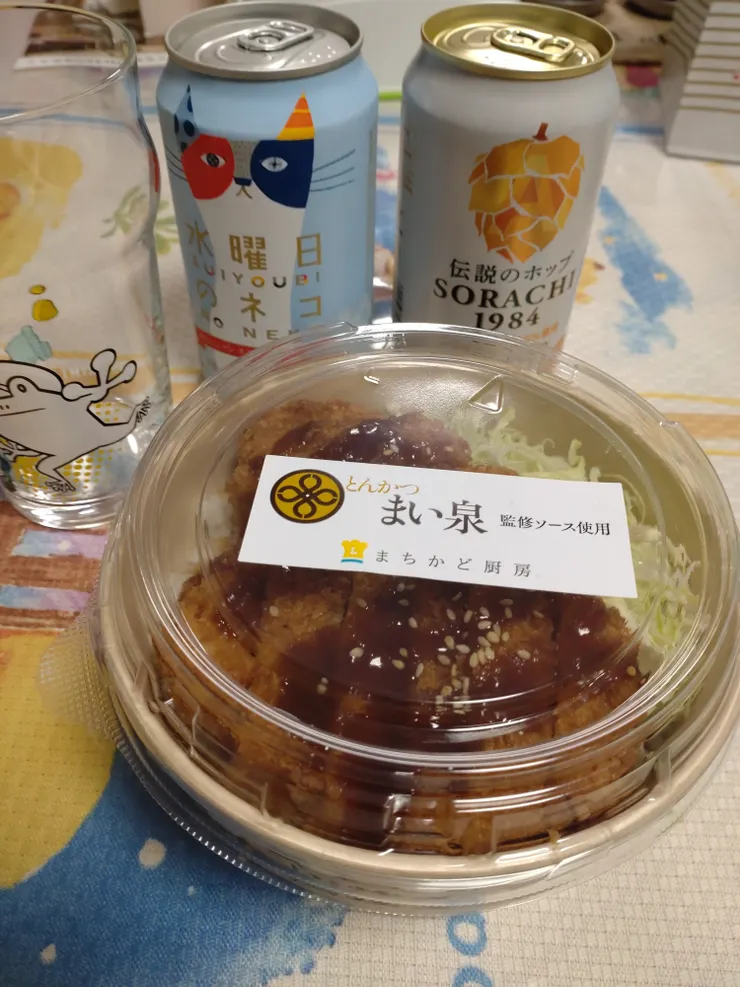 水曜日
SUIYOUBI
のネコ
NO NEKO
伝説のホップ
SORACHI
1984
とんかつ
まい泉 監修ソース使用
まちかど厨房